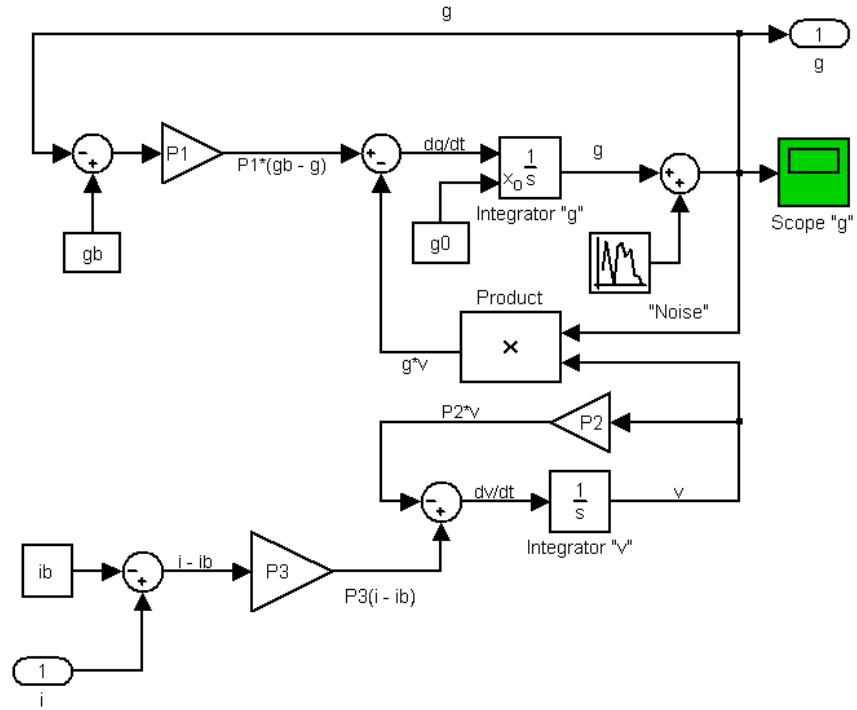 g
1
g
P1
P1*(gb - g)
dg/dt
1
s
x0
g
Integrator "g"
Scope "g"
gb
g0
"Noise"
Product
×
g*v
P2*v
P2
dv/dt
1
s
v
Integrator "v"
ib
i - ib
P3
P3(i - ib)
1
i